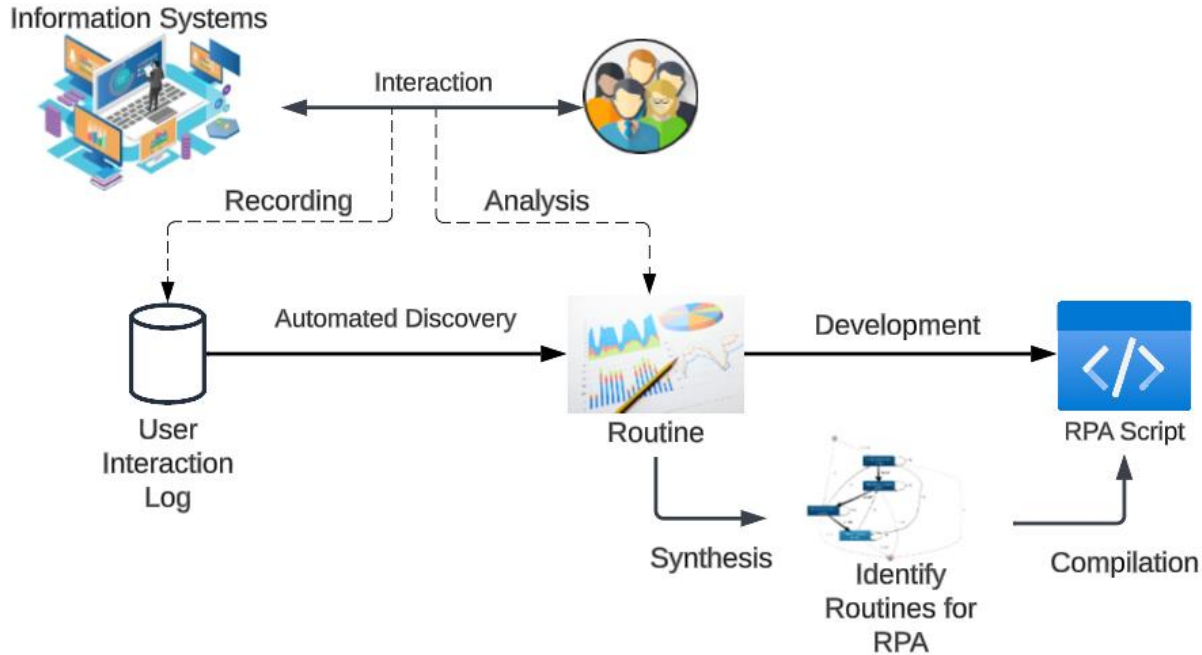 Information Systems
Interaction
Recording
Analysis
Automated Discovery
Development
User
Interaction
Log
Routine
RPA Script
Synthesis
Identify
Routines for
RPA
Compilation